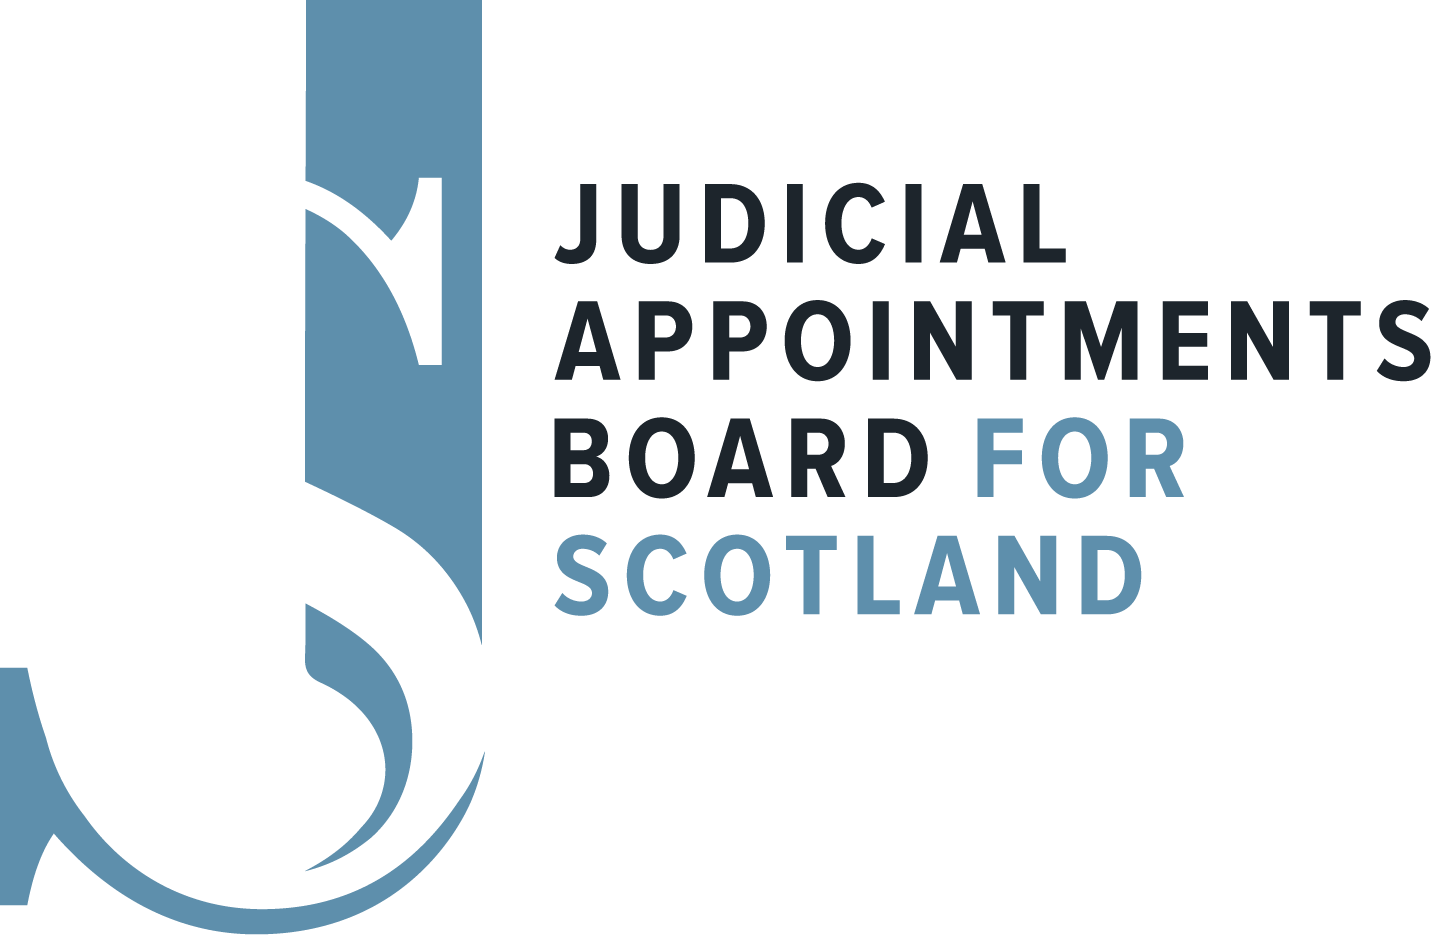 JUDICIAL
APPOINTMENTS
BOARD FOR
SCOTLAND